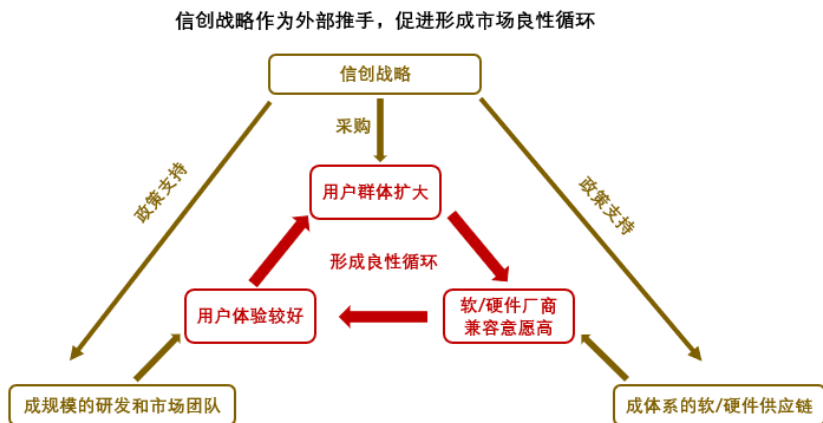 信创战略作为外部推手，促进形成市场良性循环
信创战略
采购
政策支持
政策支持
用户群体扩大
形成良性循环
用户体验较好
软/硬件厂商
兼容意愿高
成规模的研发和市场团队
成体系的软/硬件供应链